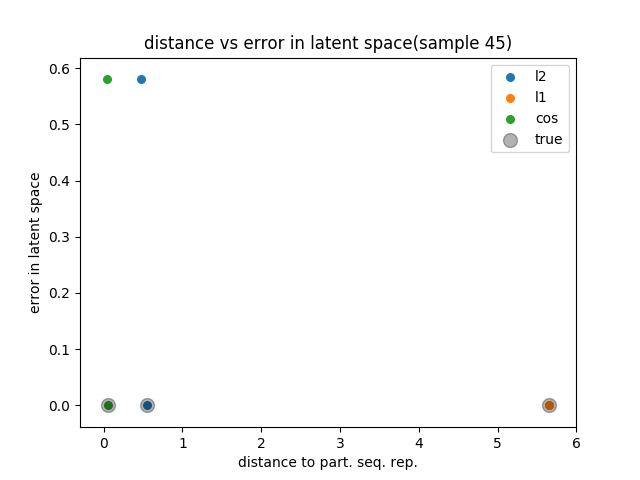 distance vs error in latent space(sample 45)
0.6
0.5
0.4
0.3
0.2
0.1
0.0
error in latent space
l2
l1
cos
true
0 1 2 3 4 5 6
distance to part. seq. rep.